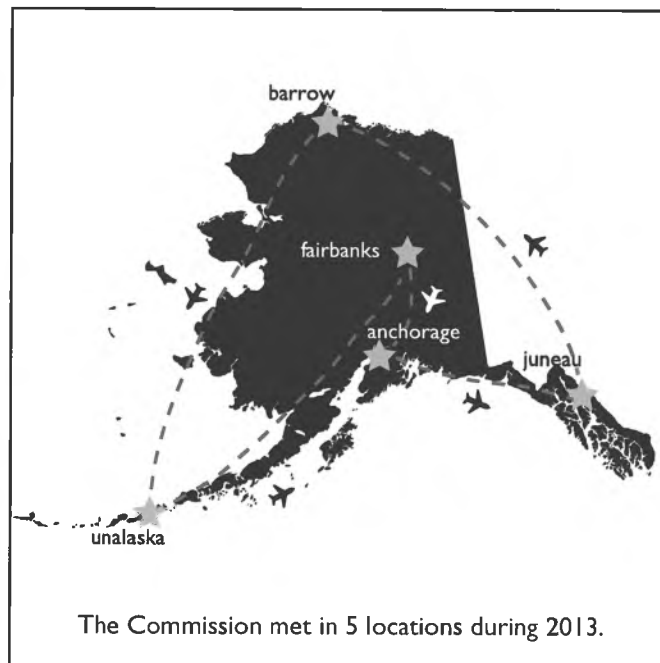 barrow
fairbanks
anchorage
juneau
unalaska
The Commission met in 5 locations during 2013.